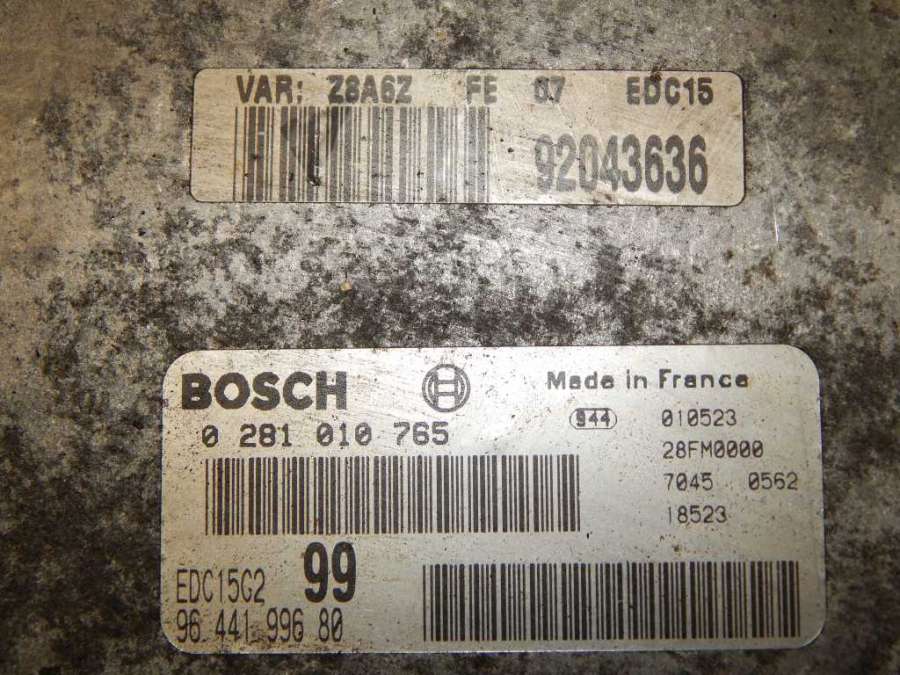 VAR: Z8A6Z FE 07 EDC15
92043636
BOSCH Made in France
0 281 010 765 944 010523
28FM0000
7045 0562
18523
EDC15C2 99
96 441 996 80